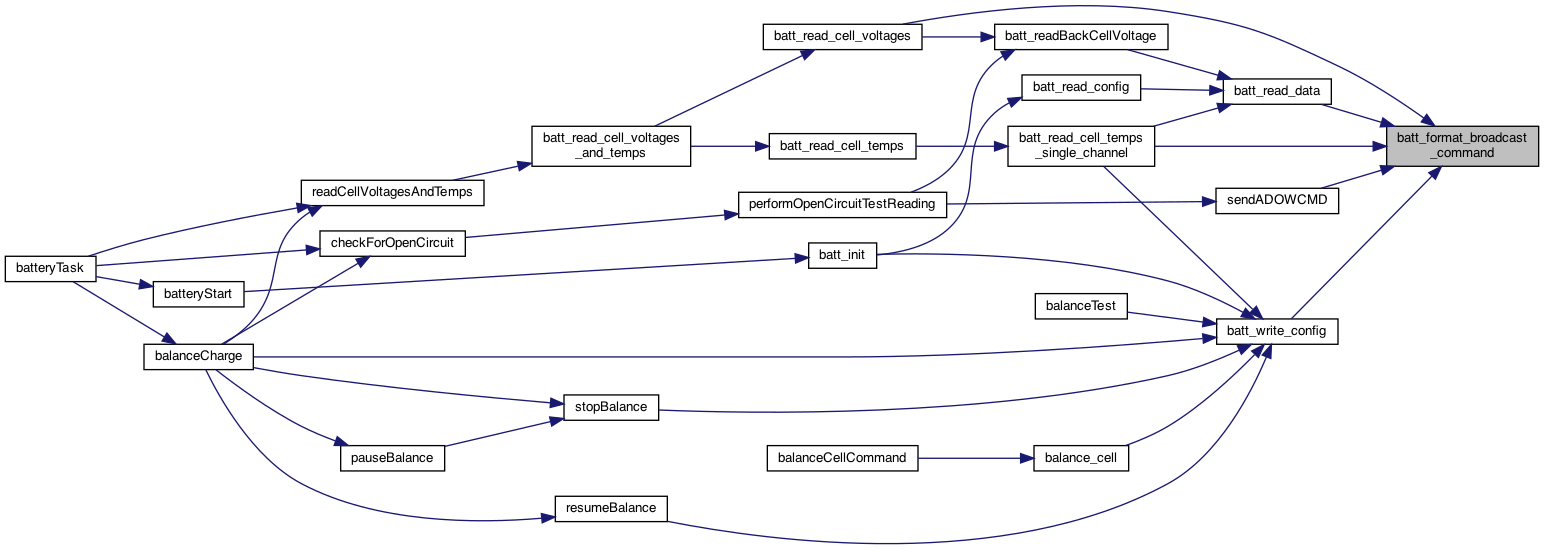 batt_read_cell_voltages
batt_readBackCellVoltage
batt_read_config
batt_read_data
batt_read_cell_voltages
_and_temps
batt_read_cell_temps
batt_read_cell_temps
_single_channel
batt_format_broadcast
_command
readCellVoltagesAndTemps
performOpenCircuitTestReading
sendADOWCMD
checkForOpenCircuit
batt_init
batteryTask
batteryStart
balanceTest
batt_write_config
balanceCharge
stopBalance
pauseBalance
balanceCellCommand
balance_cell
resumeBalance